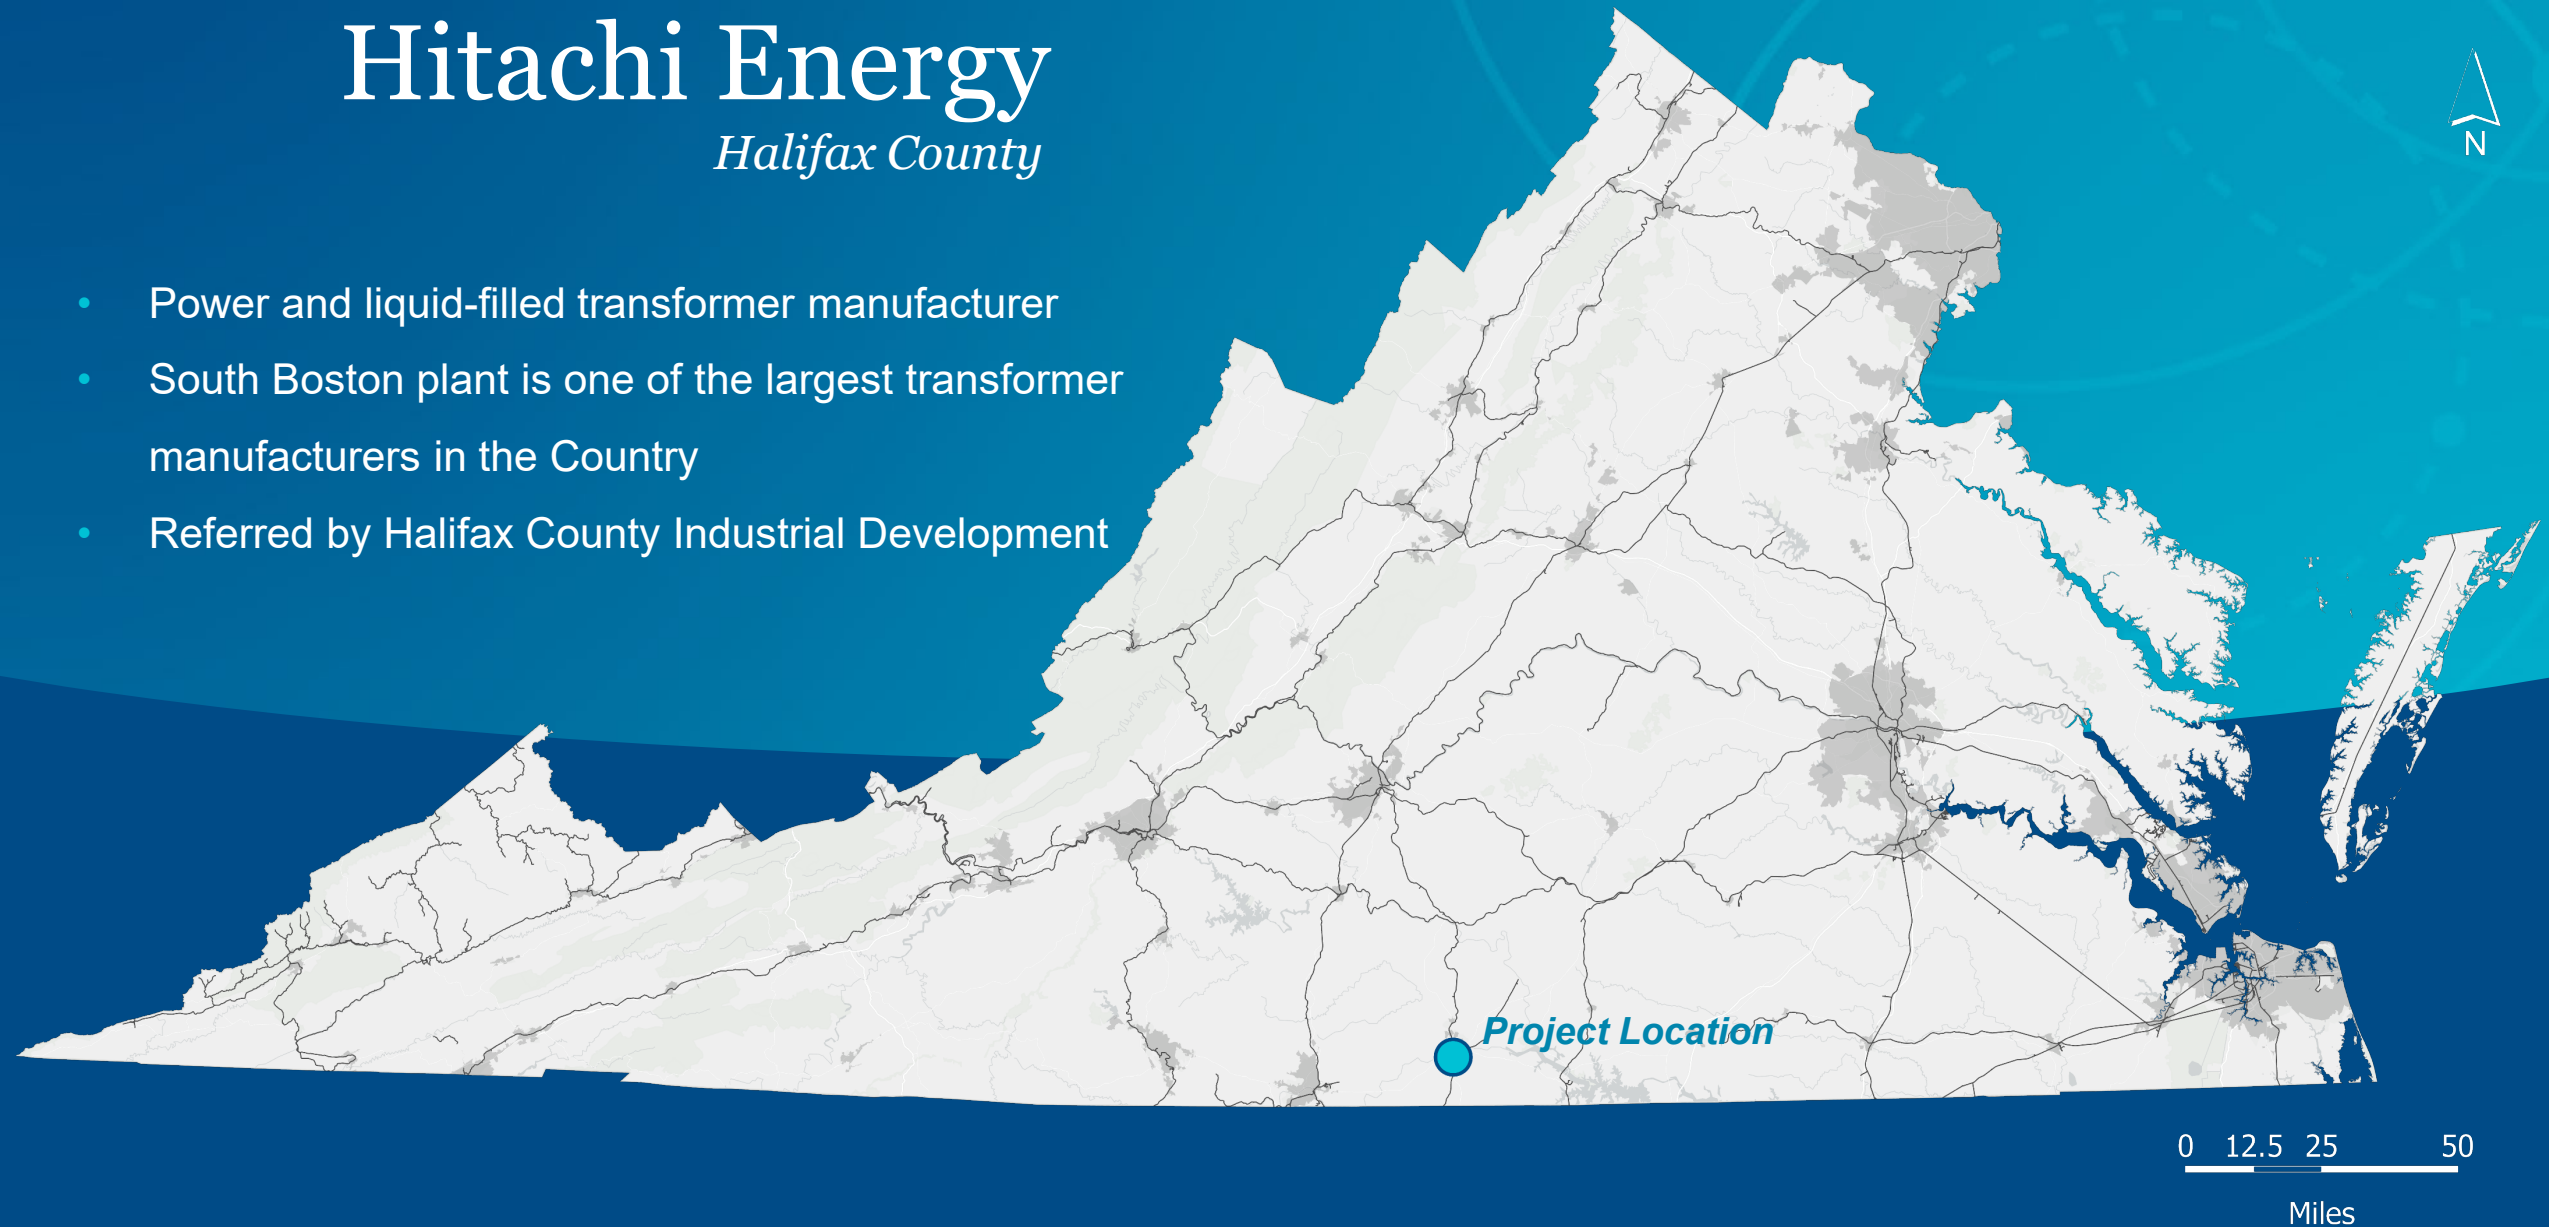 Hitachi Energy
Halifax County
N
• Power and liquid-filled transformer manufacturer
• South Boston plant is one of the largest transformer
manufacturers in the Country
• Referred by Halifax County Industrial Development
Project Location
0 12.5 25 50
Miles